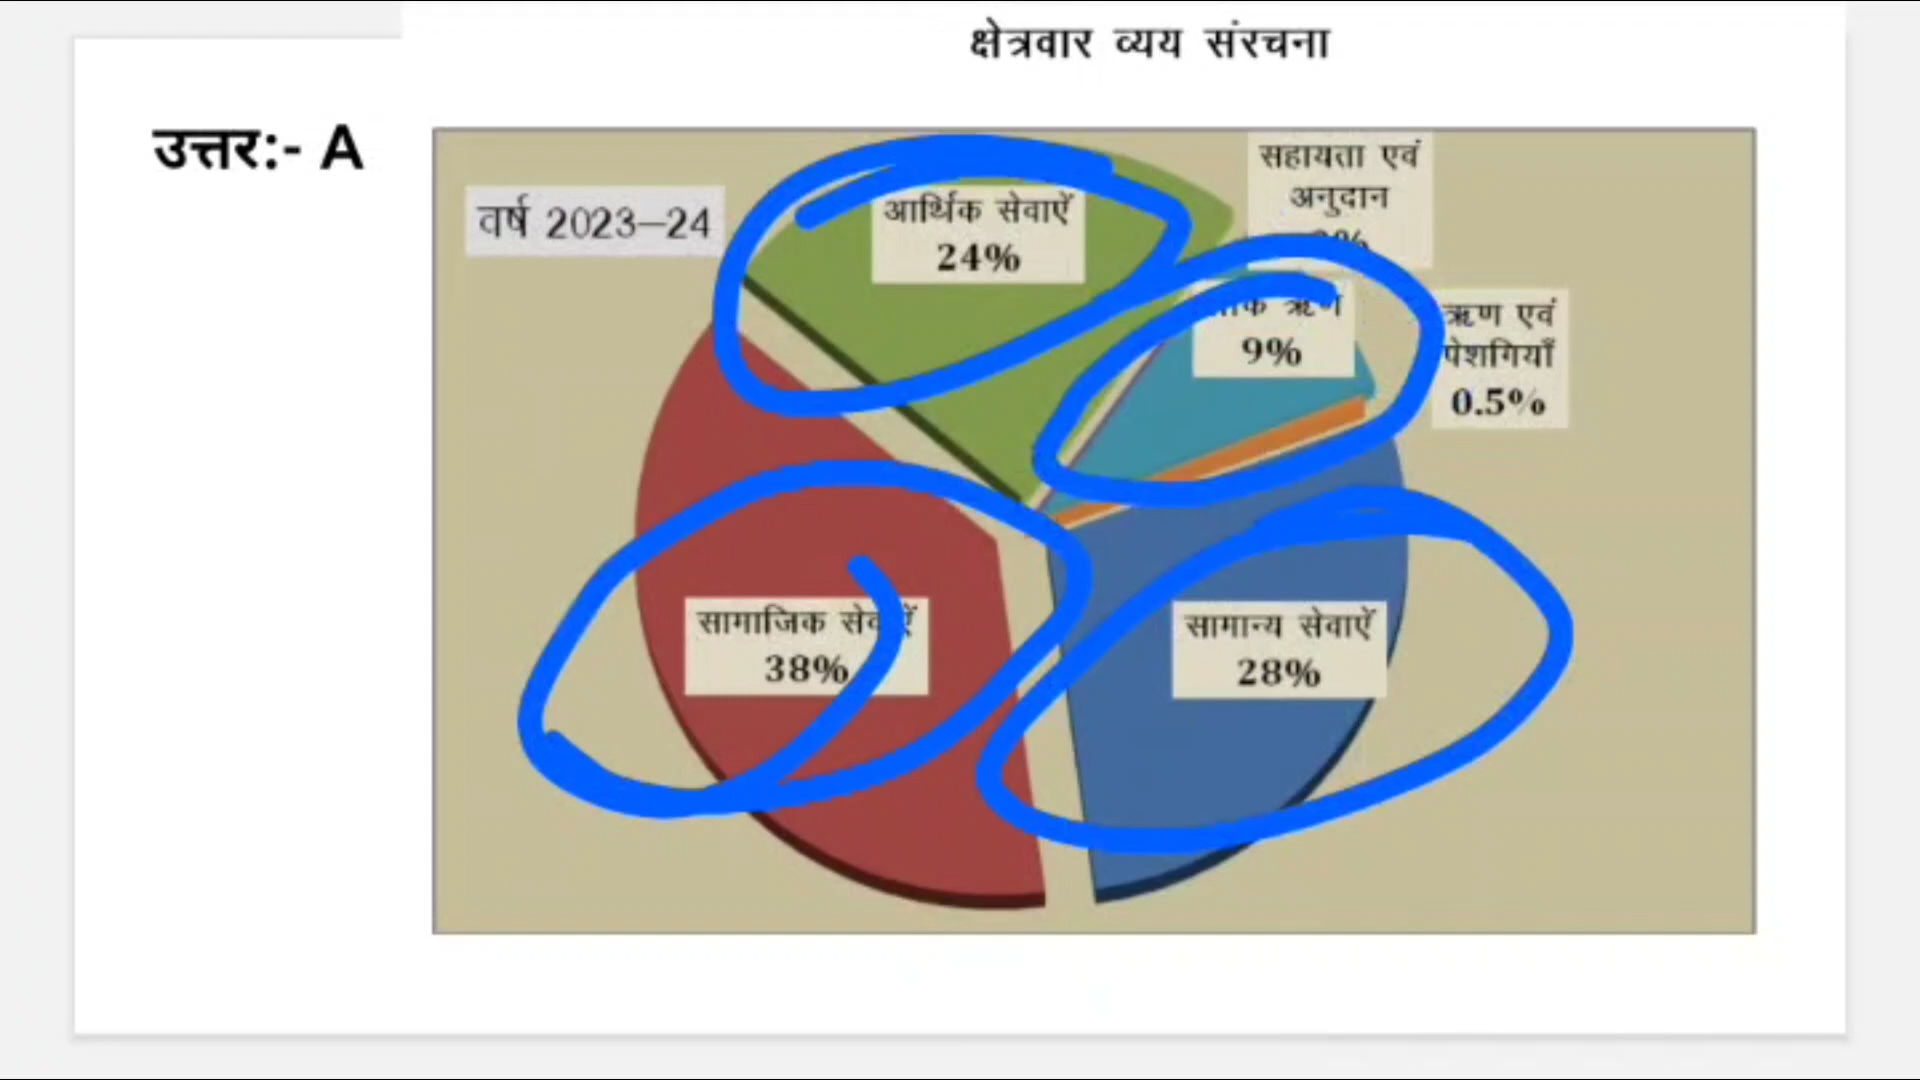 क्षेत्रवार व्यय संरचना
उत्तर:- A
वर्ष 2023–24
आर्थिक सेवाऐं
24%
सहायता एवं
अनुदान
ऋण
9%
ऋण एवं
पेशगियाँ
0.5%
सामाजिक सेवाऐं
38%
सामान्य सेवाऐं
28%